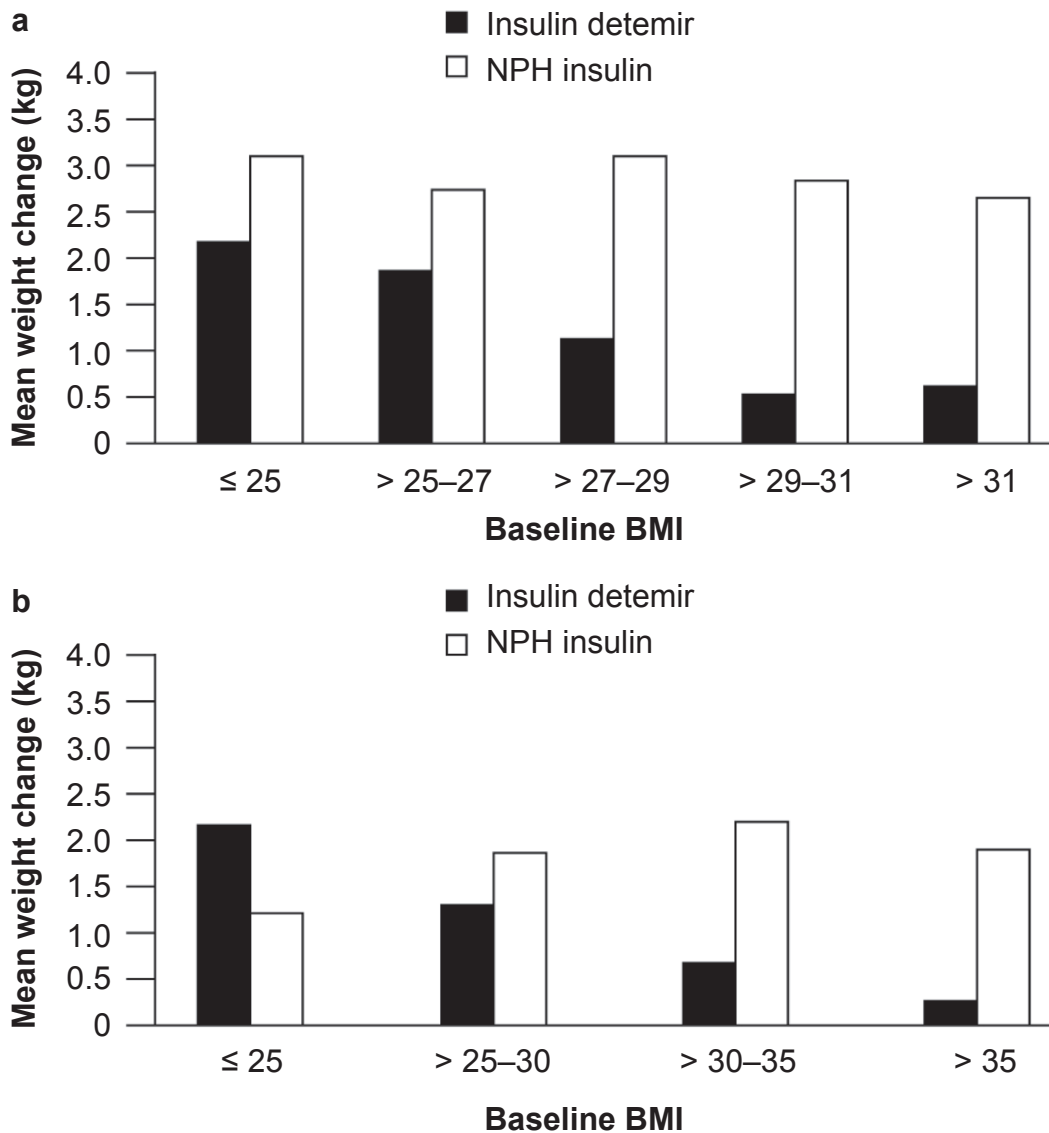 a
Insulin detemir
NPH insulin
Mean weight change (kg)
4.0
3.5
3.0
2.5
2.0
1.5
1.0
0.5
0
≤ 25
> 25–27
> 27–29
> 29–31
> 31
Baseline BMI
b
Insulin detemir
NPH insulin
Mean weight change (kg)
4.0
3.5
3.0
2.5
2.0
1.5
1.0
0.5
0
≤ 25
> 25–30
> 30–35
> 35
Baseline BMI